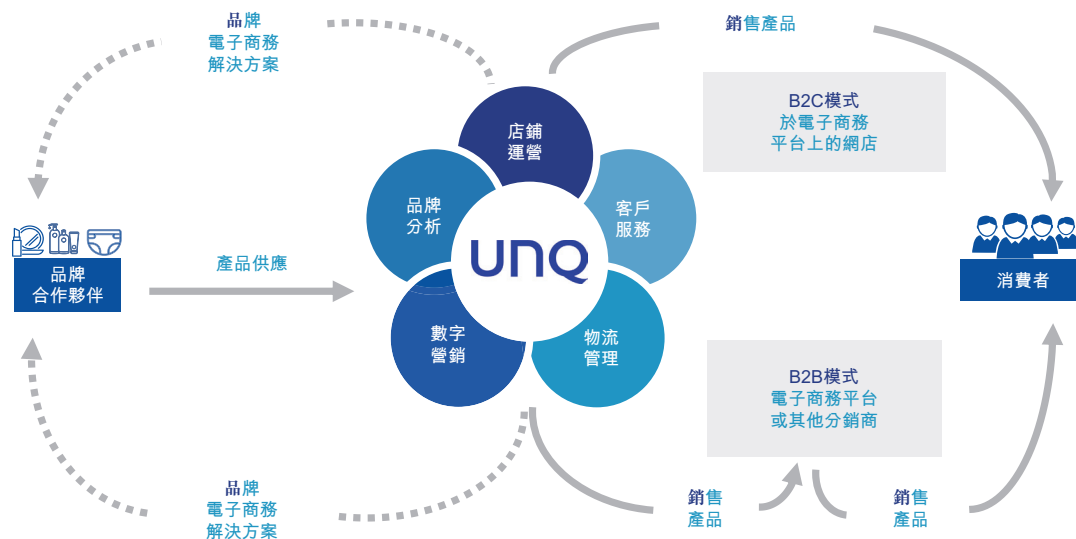 品牌
電子商務
解決方案
銷售產品
B2C模式
於電子商務
平台上的網店
店鋪
運營
品牌
分析
客戶
服務
UNQ
品牌
合作夥伴
產品供應
消費者
數字
營銷
物流
管理
B2B模式
電子商務平台
或其他分銷商
品牌
電子商務
解決方案
銷售
產品
銷售
產品